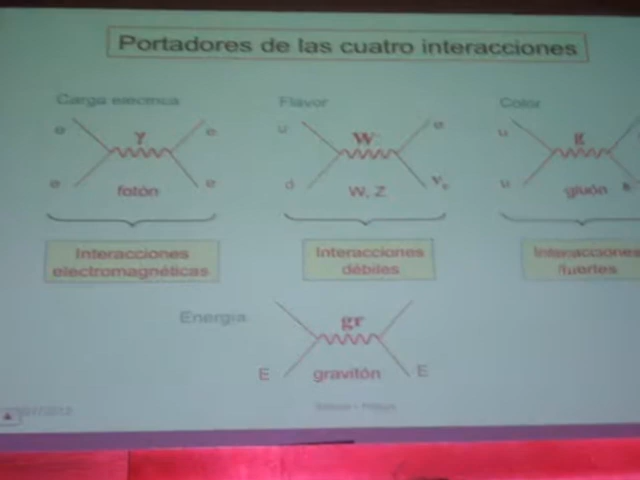 Portadores de las cuatro interacciones
Carga eléctrica
Flavor
Color
e
γ
e
e
fotón
e
u
W
e
d
W, Z
νe
u
g
u
gluón
Interacciones
electromagnéticas
Interacciones
débiles
Interacciones
fuertes
Energía
gr
E
gravitón
E